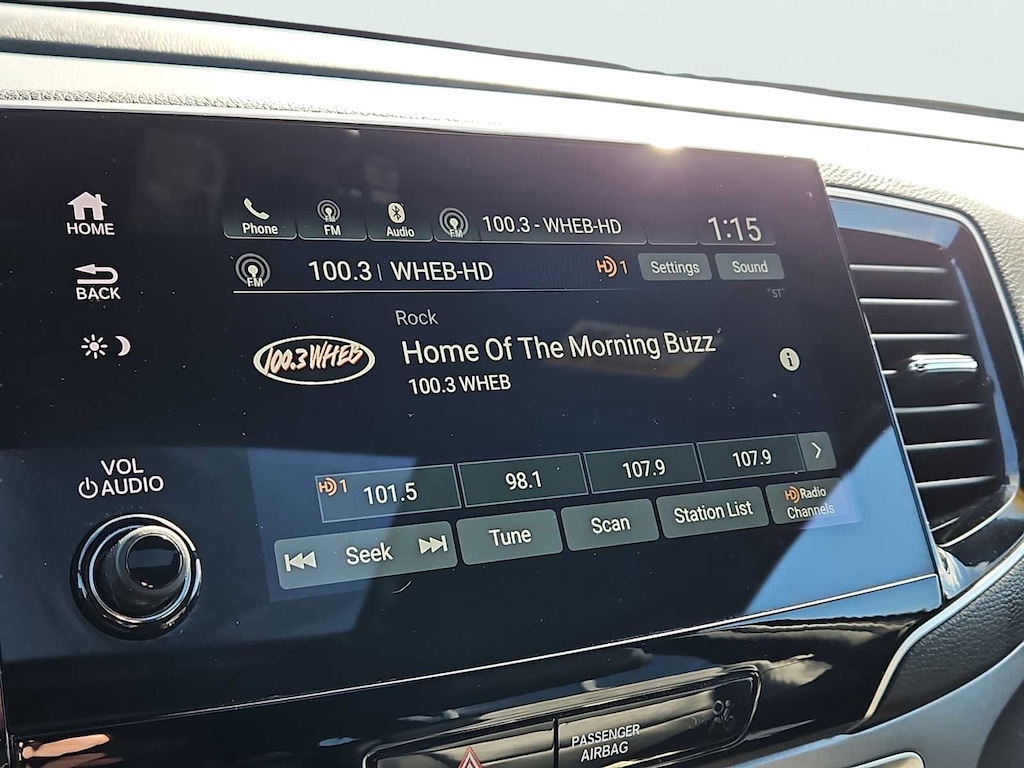 HOME
BACK
VOL
AUDIO
Phone
FM
Audio
FM
100.3 - WHEB-HD
1:15
FM
100.3 | WHEB-HD
HD 1
Settings
Sound
"ST"
Rock
100.3 WHEB
Home Of The Morning Buzz
100.3 WHEB
i
HD 1 101.5
98.1
107.9
107.9
Seek
Tune
Scan
Station List
HD Radio
Channels
PASSENGER
AIRBAG